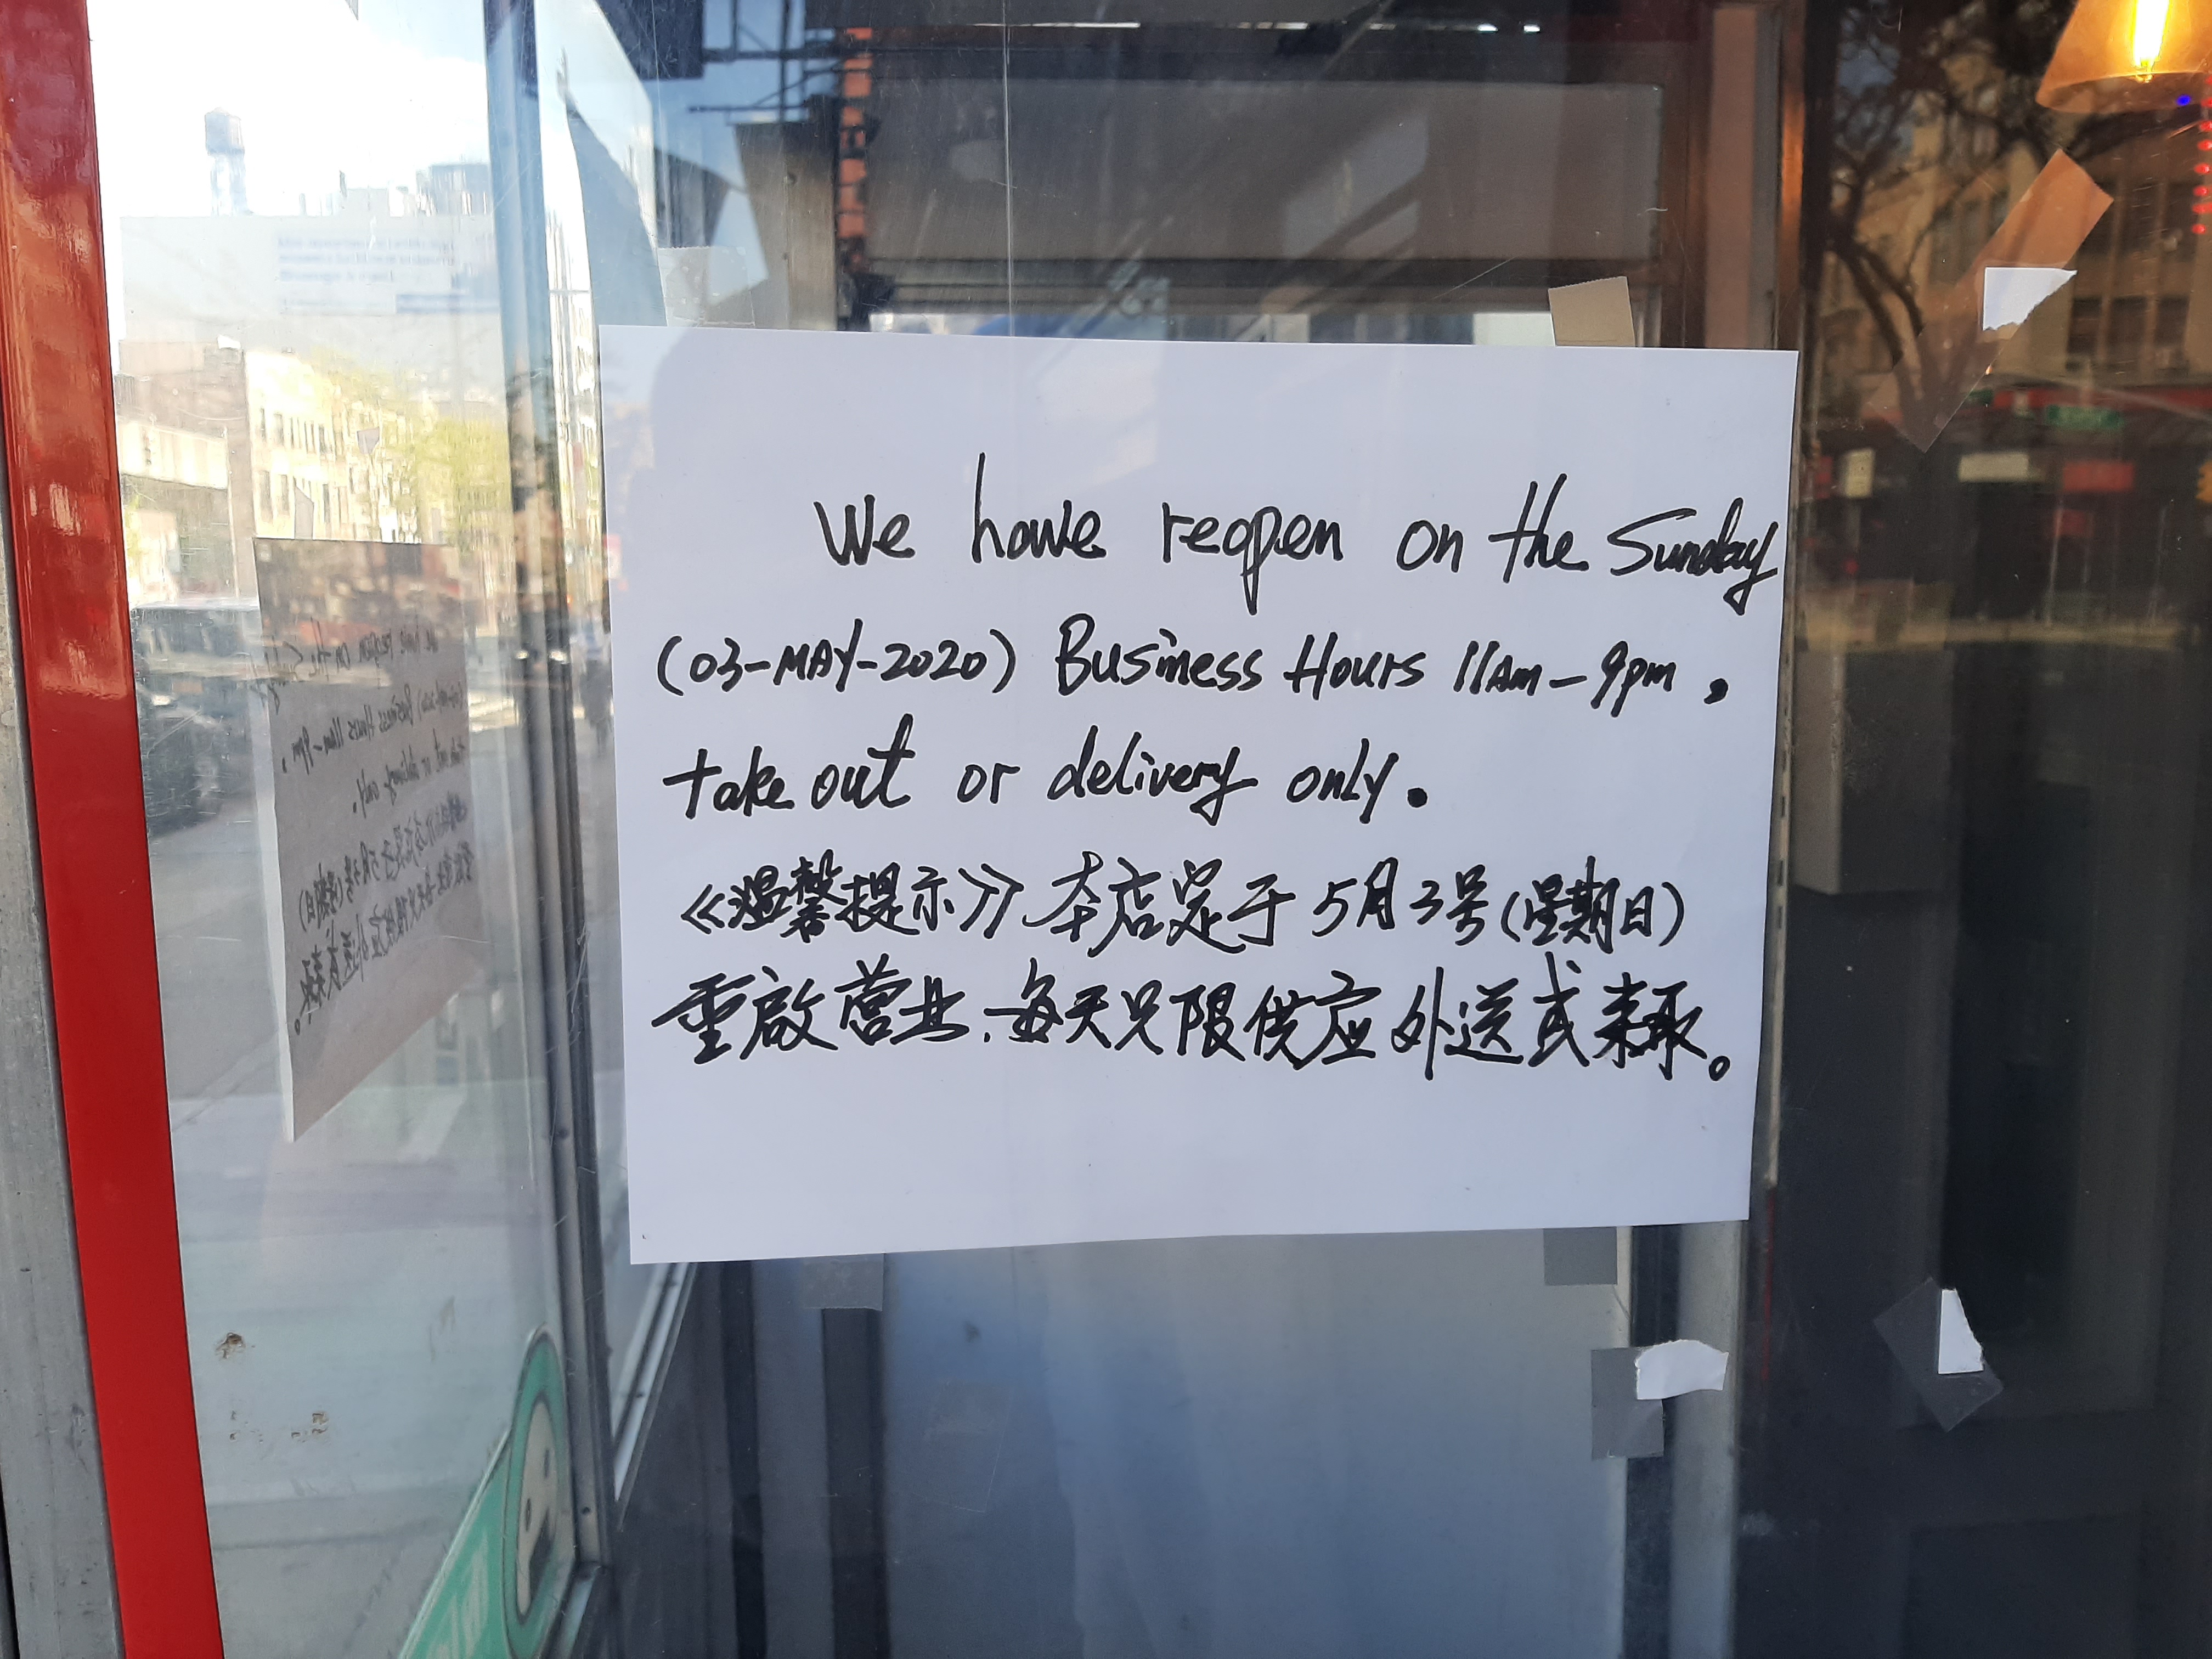 We have reopen on the Sunday
(03-MAY-2020) Business Hours 11Am-9pm.
take out or delivery only.
《温馨提示》本店定于5月3号(星期日)
重啟营业.每天只限供应外送或来取。